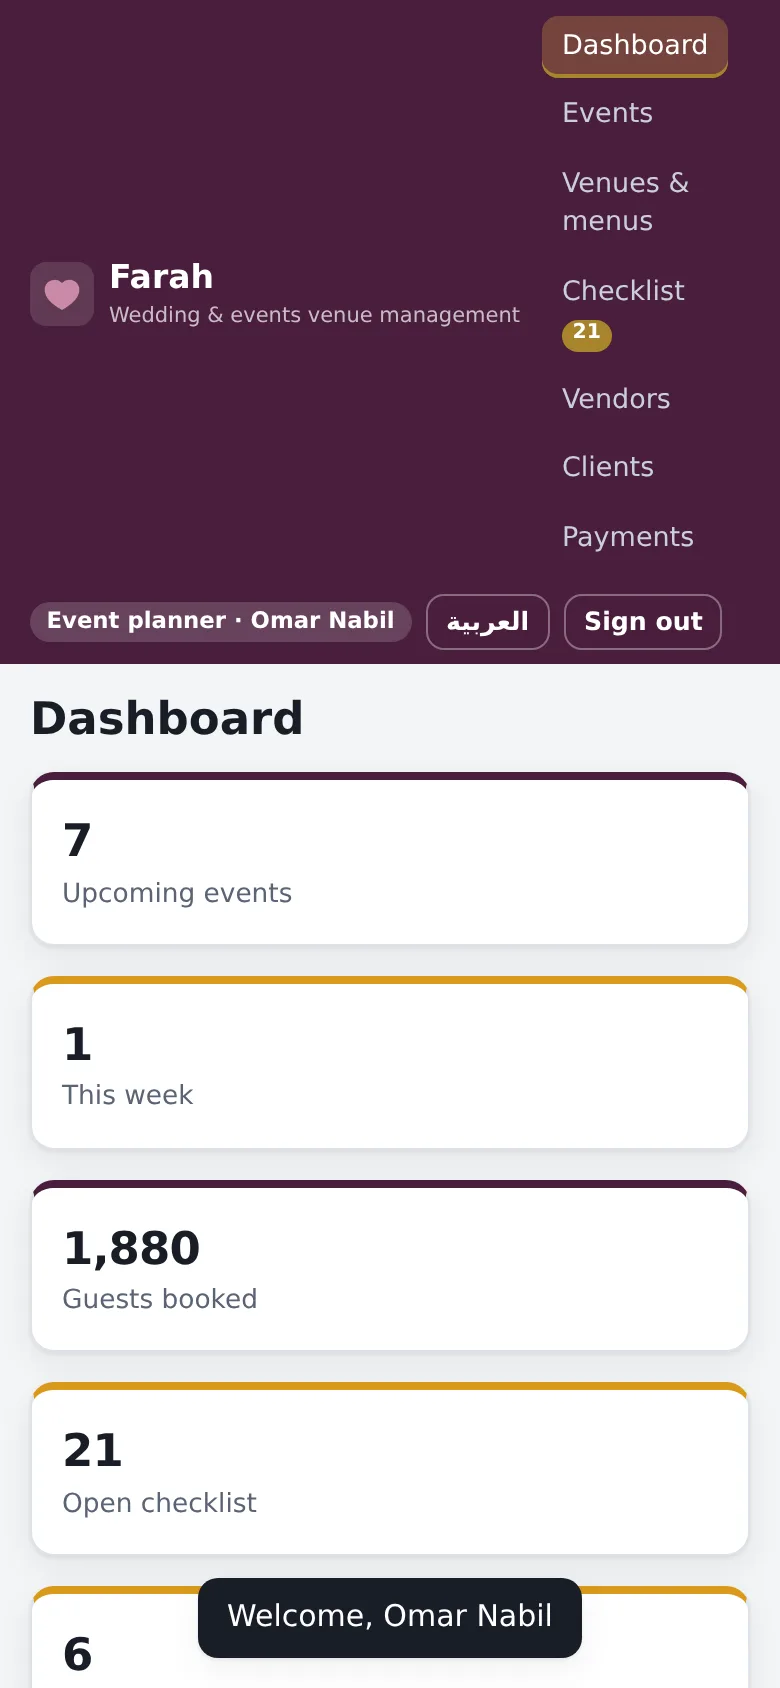 Farah
Wedding & events venue management
Dashboard
Events
Venues &
menus
Checklist
21
Vendors
Clients
Payments
Event planner · Omar Nabil
العربية
Sign out
Dashboard
7
Upcoming events
1
This week
1,880
Guests booked
21
Open checklist
6
Welcome, Omar Nabil